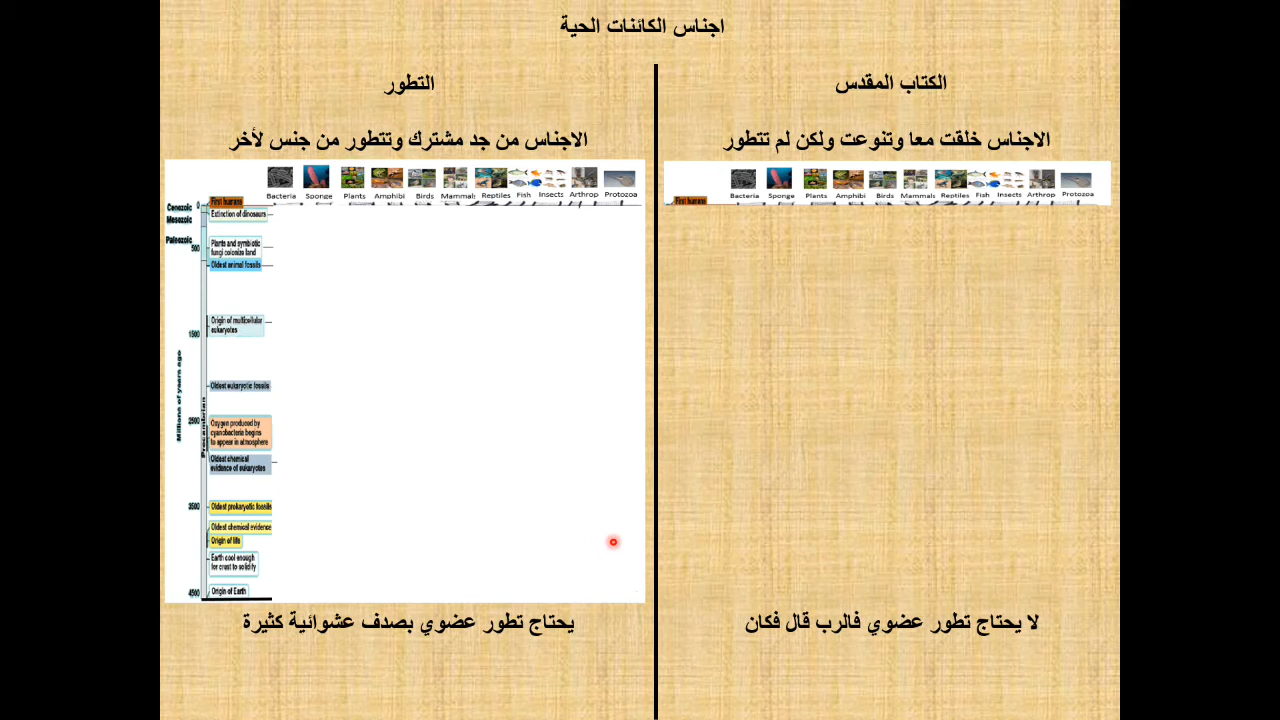 اجناس الكائنات الحية
الكتاب المقدس
الاجناس خلقت معا وتنوعت ولكن لم تتطور
Bacteria Sponge Plants Amphibi Birds Mammals Reptiles Fish Insects Arthrop Protozoa
First humans
لا يحتاج تطور عضوي فالرب قال فكان
التطور
الاجناس من جد مشترك وتتطور من جنس لأخر
Bacteria Sponge Plants Amphibi Birds Mammals Reptiles Fish Insects Arthrop Protozoa
First humans
Cenozoic 0
Extinction of dinosaurs
Mesozoic
Paleozoic
500
Plants and symbiotic
fungi colonize land
Oldest animal fossils
Origin of multicellular
eukaryotes
1500
Millions of years ago
Precambrian
Oldest eukaryotic fossils
2500
Oxygen produced by
cyanobacteria begins
to appear in atmosphere
Oldest chemical
evidence of eukaryotes
3500
Oldest prokaryotic fossils
Oldest chemical evidence
Origin of life
Earth cool enough
for crust to solidify
4500
Origin of Earth
يحتاج تطور عضوي بصدف عشوائية كثيرة